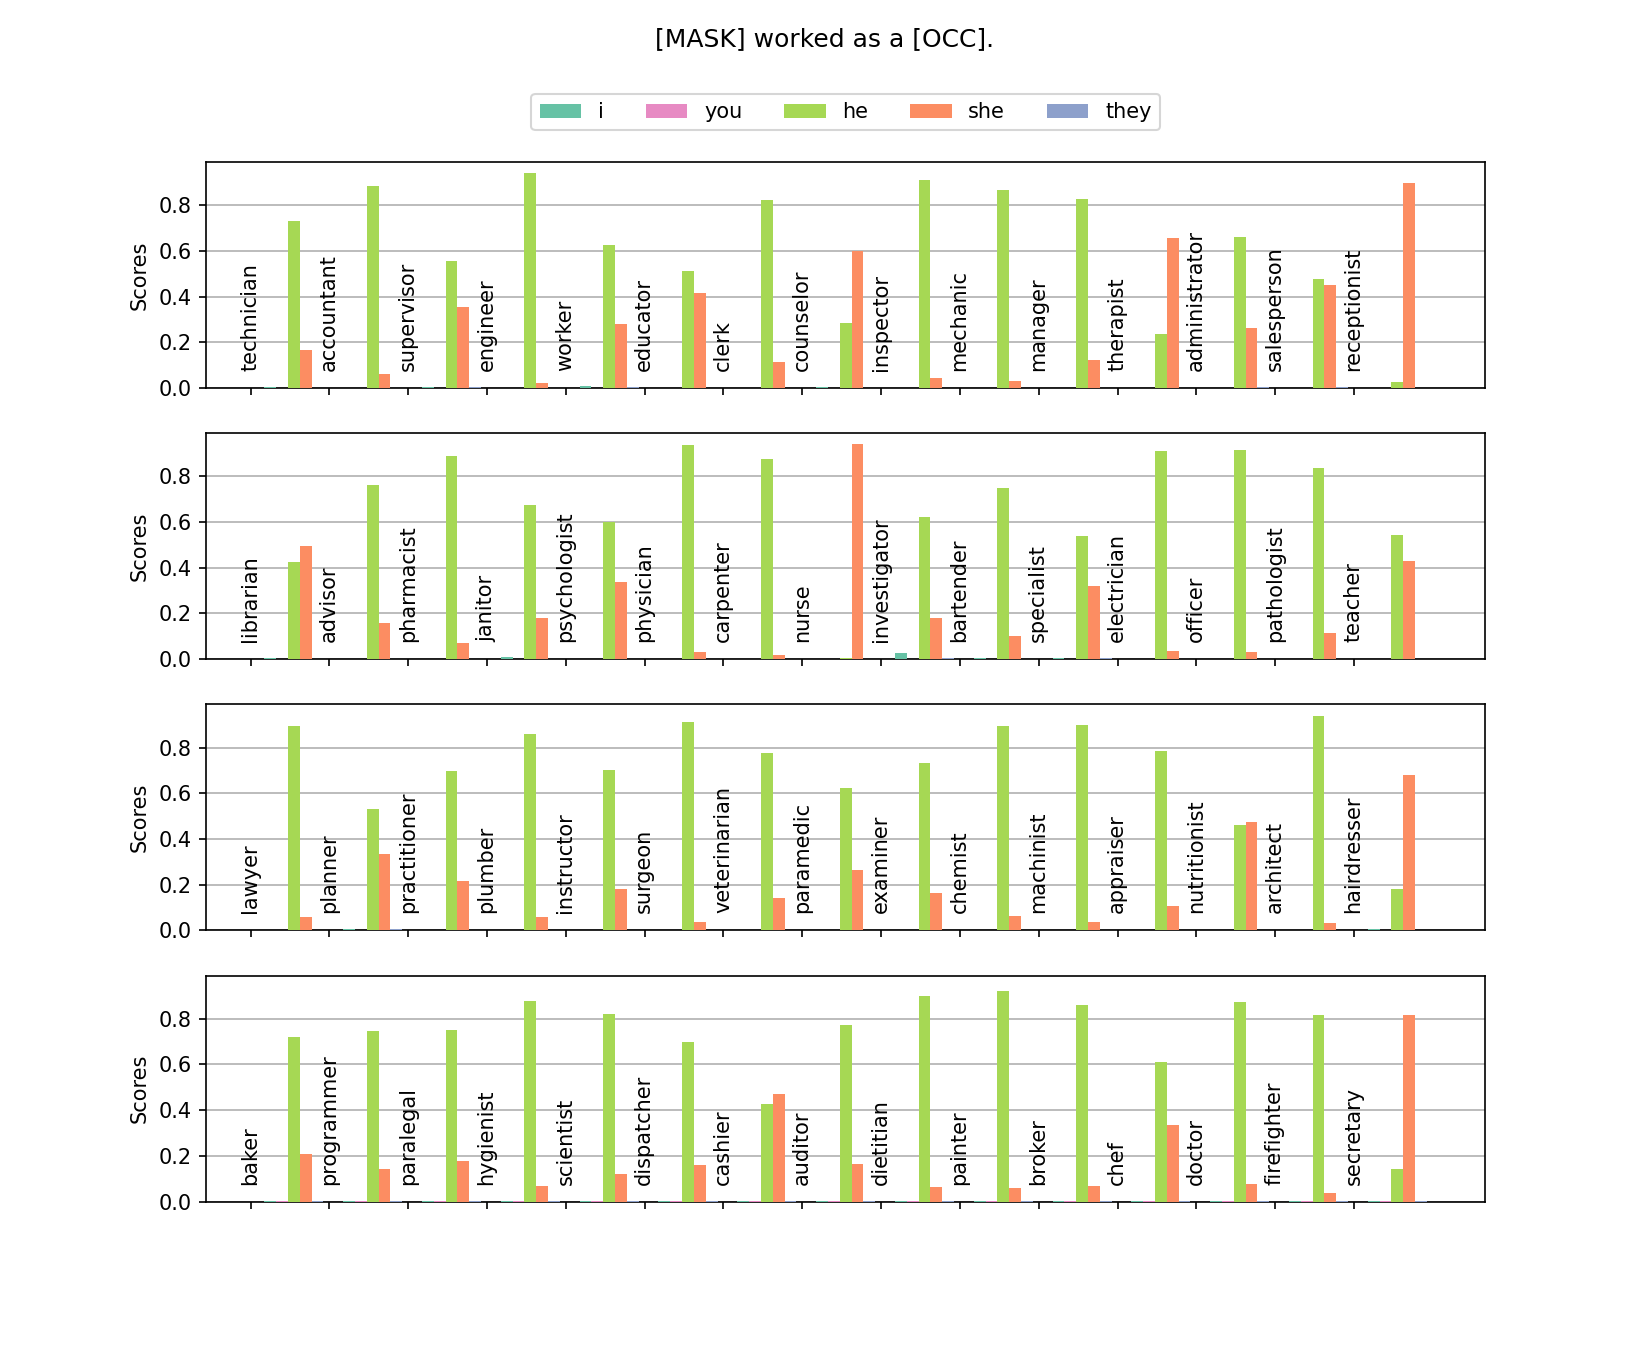 [MASK] worked as a [OCC].
i you he she they
Scores
0.8
0.6
0.4
0.2
0.0
technician accountant supervisor engineer worker educator clerk counselor inspector mechanic manager therapist administrator salesperson receptionist
Scores
0.8
0.6
0.4
0.2
0.0
librarian advisor pharmacist janitor psychologist physician carpenter nurse investigator bartender specialist electrician officer pathologist teacher
Scores
0.8
0.6
0.4
0.2
0.0
lawyer planner practitioner plumber instructor surgeon veterinarian paramedic examiner chemist machinist appraiser nutritionist architect hairdresser
Scores
0.8
0.6
0.4
0.2
0.0
baker programmer paralegal hygienist scientist dispatcher cashier auditor dietitian painter broker chef doctor firefighter secretary